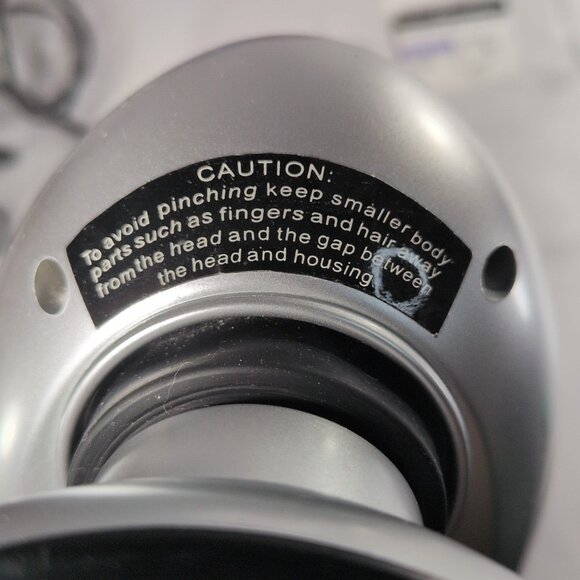 CAUTION:
To avoid pinching keep smaller body
parts such as fingers and hair away
from the head and the gap between
the head and housing.